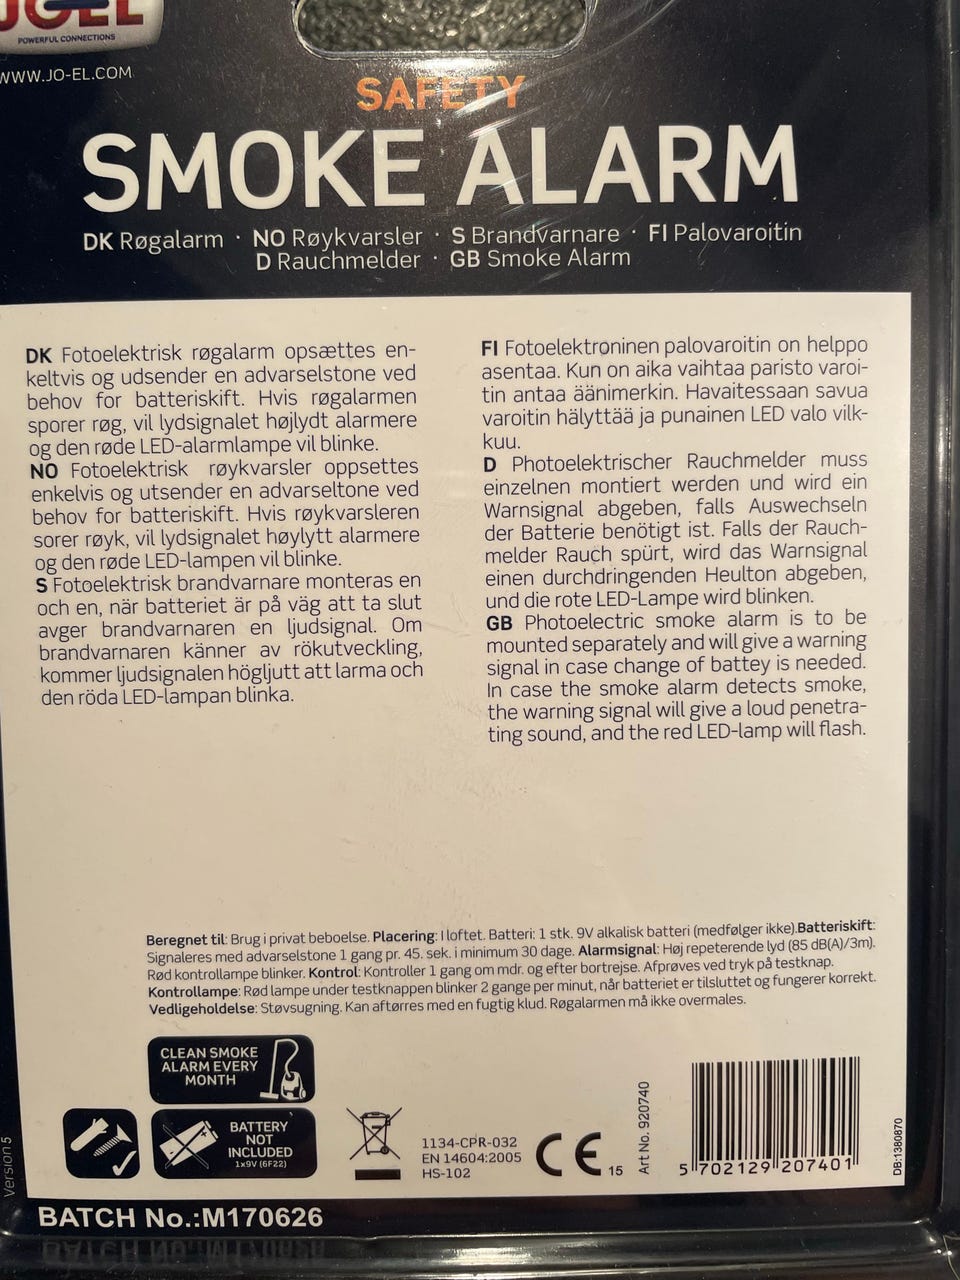 JOEL
POWERFUL CONNECTIONS
WWW.JO-EL.COM
SAFETY
SMOKE ALARM
DK Røgalarm · NO Røykvarsler · S Brandvarnare · FI Palovaroitin
D Rauchmelder · GB Smoke Alarm
DK Fotoelektrisk røgalarm opsættes en-
keltvis og udsender en advarselstone ved
behov for batteriskift. Hvis røgalarmen
sporer røg, vil lydsignalet højlydt alarmere
og den røde LED-alarmlampe vil blinke.
NO Fotoelektrisk røykvarsler oppsettes
enkelvis og utsender en advarseltone ved
behov for batteriskift. Hvis røykvarsleren
sorer røyk, vil lydsignalet høylytt alarmere
og den røde LED-lampen vil blinke.
S Fotoelektrisk brandvarnare monteras en
och en, när batteriet är på väg att ta slut
avger brandvarnaren en ljudsignal. Om
brandvarnaren känner av rökutveckling,
kommer ljudsignalen högljutt att larma och
den röda LED-lampan blinka.
FI Fotoelektroninen palovaroitin on helppo
asentaa. Kun on aika vaihtaa paristo varoi-
tin antaa äänimerkin. Havaitessaan savua
varoitin hälyttää ja punainen LED valo vilk-
kuu.
D Photoelektrischer Rauchmelder muss
einzelnen montiert werden und wird ein
Warnsignal abgeben, falls Auswechseln
der Batterie benötigt ist. Falls der Rauch-
melder Rauch spürt, wird das Warnsignal
einen durchdringenden Heulton abgeben,
und die rote LED-Lampe wird blinken.
GB Photoelectric smoke alarm is to be
mounted separately and will give a warning
signal in case change of battey is needed.
In case the smoke alarm detects smoke,
the warning signal will give a loud penetra-
ting sound, and the red LED-lamp will flash.
Beregnet til: Brug i privat beboelse. Placering: I loftet. Batteri: 1 stk. 9V alkalisk batteri (medfølger ikke).Batteriskift:
Signaleres med advarselstone 1 gang pr. 45. sek. i minimum 30 dage. Alarmsignal: Høj repeterende lyd (85 dB(A)/3m).
Rød kontrollampe blinker. Kontrol: Kontroller 1 gang om mdr. og efter bortrejse. Afprøves ved tryk på testknap.
Kontrollampe: Rød lampe under testknappen blinker 2 gange per minut, når batteriet er tilsluttet og fungerer korrekt.
Vedligeholdelse: Støvsugning. Kan aftørres med en fugtig klud. Røgalarmen må ikke overmales.
CLEAN SMOKE
ALARM EVERY
MONTH
BATTERY
NOT
INCLUDED
1x9V (6F22)
1134-CPR-032
EN 14604:2005
HS-102
CE 15
Art No. 920740
5 702129 207401
DB:1380870
Version 5
BATCH No.:M170626